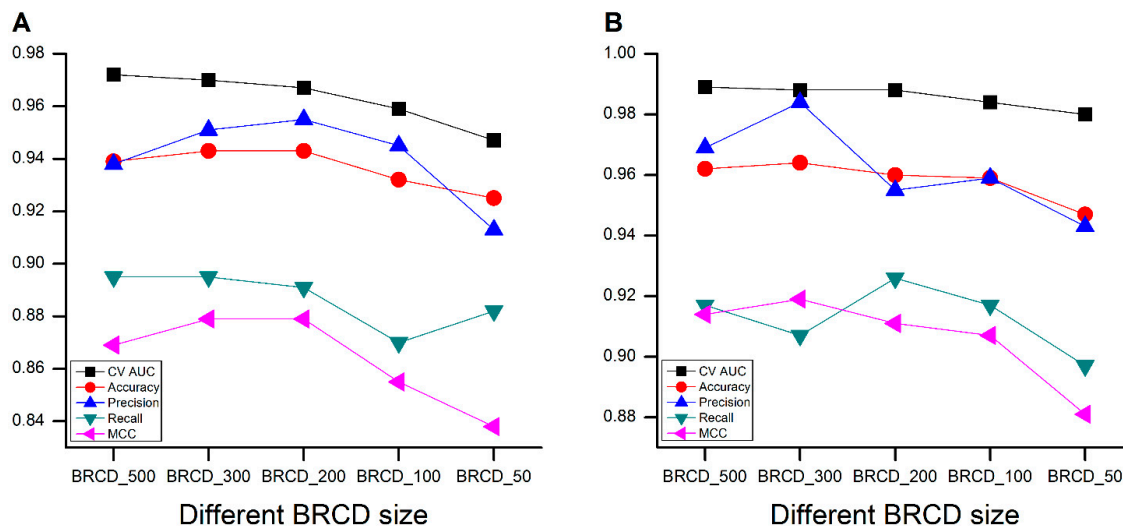 A
0.98
0.96
0.94
0.92
0.90
0.88
0.86
0.84
CV AUC
Accuracy
Precision
Recall
MCC
BRCD_500 BRCD_300 BRCD_200 BRCD_100 BRCD_50
Different BRCD size
B
1.00
0.98
0.96
0.94
0.92
0.90
0.88
CV AUC
Accuracy
Precision
Recall
MCC
BRCD_500 BRCD_300 BRCD_200 BRCD_100 BRCD_50
Different BRCD size